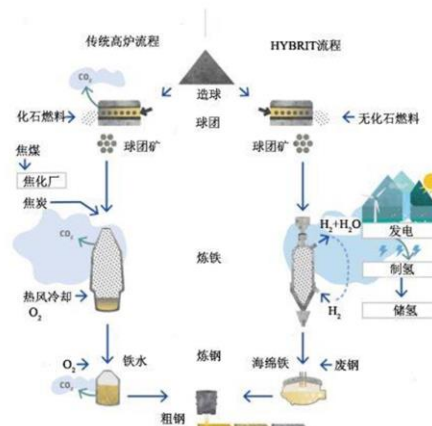 传统高炉流程
HYBRIT流程
CO₂
造球
化石燃料
球团
无化石燃料
焦煤
球团矿
球团矿
焦化厂
焦炭
CO₂
H₂+H₂O
发电
炼铁
制氢
热风冷却
O₂
H₂
储氢
O₂
铁水
炼钢
海绵铁
废钢
CO₂
粗钢